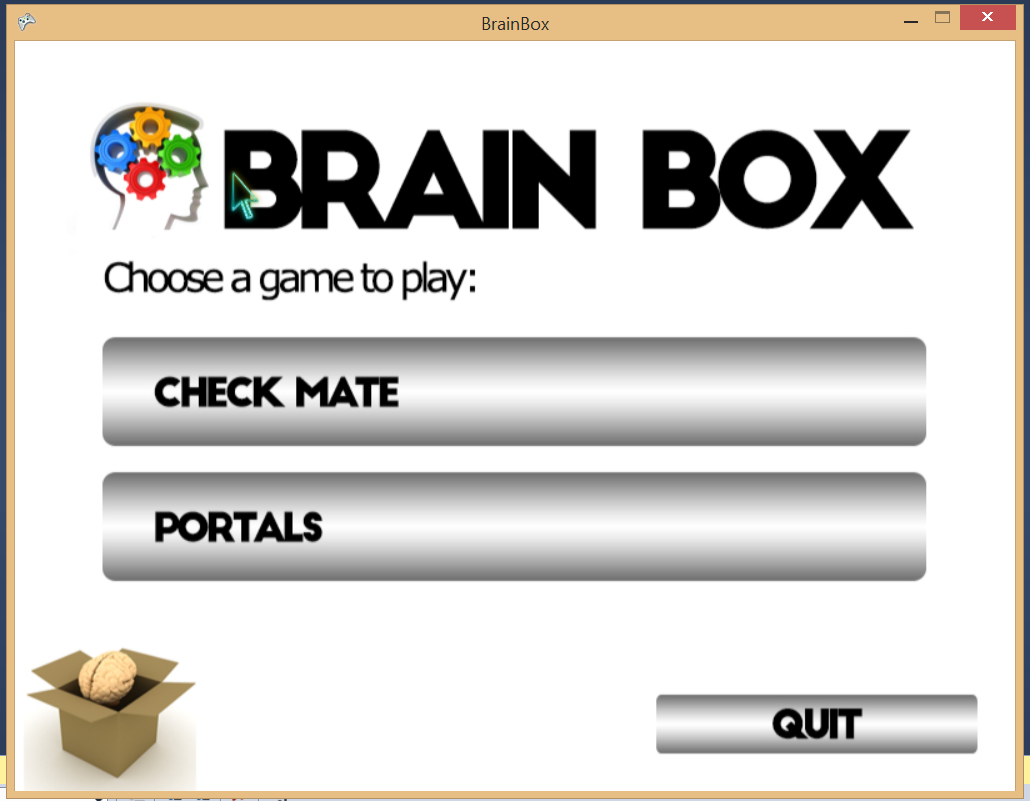 BrainBox
BRAIN BOX
Choose a game to play:
CHECK MATE
PORTALS
QUIT